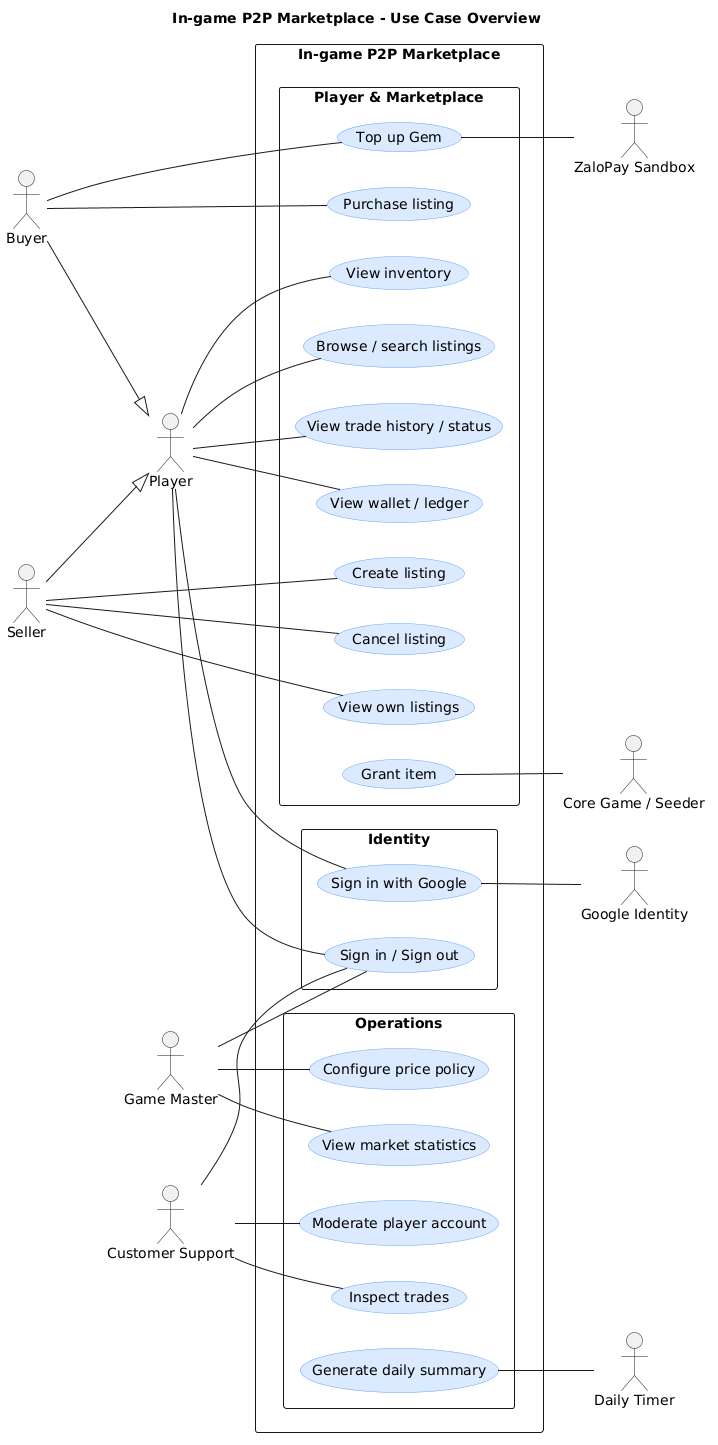 In-game P2P Marketplace - Use Case Overview
In-game P2P Marketplace
Player & Marketplace
Top up Gem
ZaloPay Sandbox
Purchase listing
Buyer
View inventory
Browse / search listings
View trade history / status
Player
View wallet / ledger
Create listing
Seller
Cancel listing
View own listings
Grant item
Core Game / Seeder
Identity
Sign in with Google
Google Identity
Sign in / Sign out
Operations
Configure price policy
Game Master
View market statistics
Moderate player account
Customer Support
Inspect trades
Generate daily summary
Daily Timer